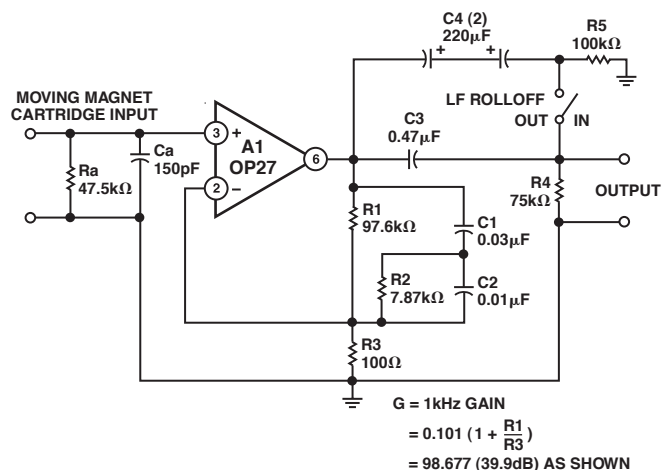 C4 (2)
220µF
+ +
R5
100kΩ
MOVING MAGNET
CARTRIDGE INPUT
LF ROLLOFF
OUT IN
C3
0.47µF
Ca
150pF
Ra
47.5kΩ
3 +
A1
OP27
6
2 –
R4
75kΩ
OUTPUT
R1
97.6kΩ
C1
0.03µF
R2
7.87kΩ
C2
0.01µF
R3
100Ω
G = 1kHz GAIN
= 0.101 (1 + R1/R3)
= 98.677 (39.9dB) AS SHOWN